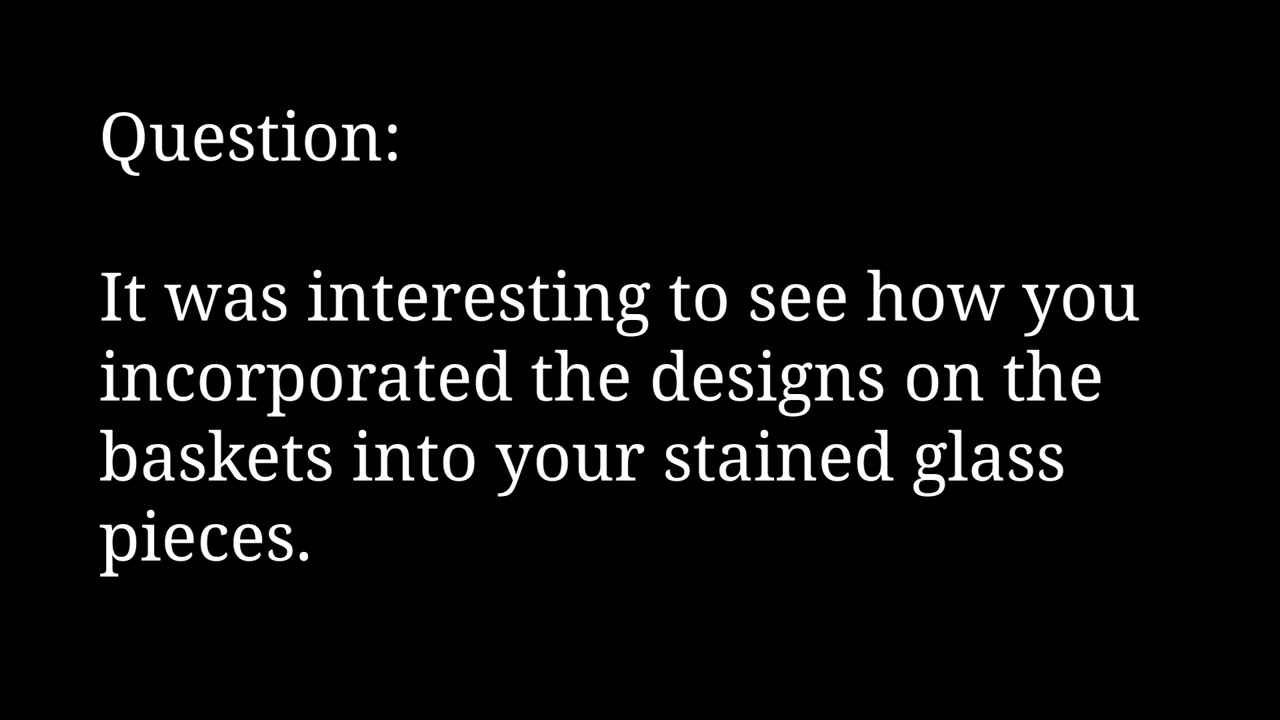 Question:
It was interesting to see how you
incorporated the designs on the
baskets into your stained glass
pieces.